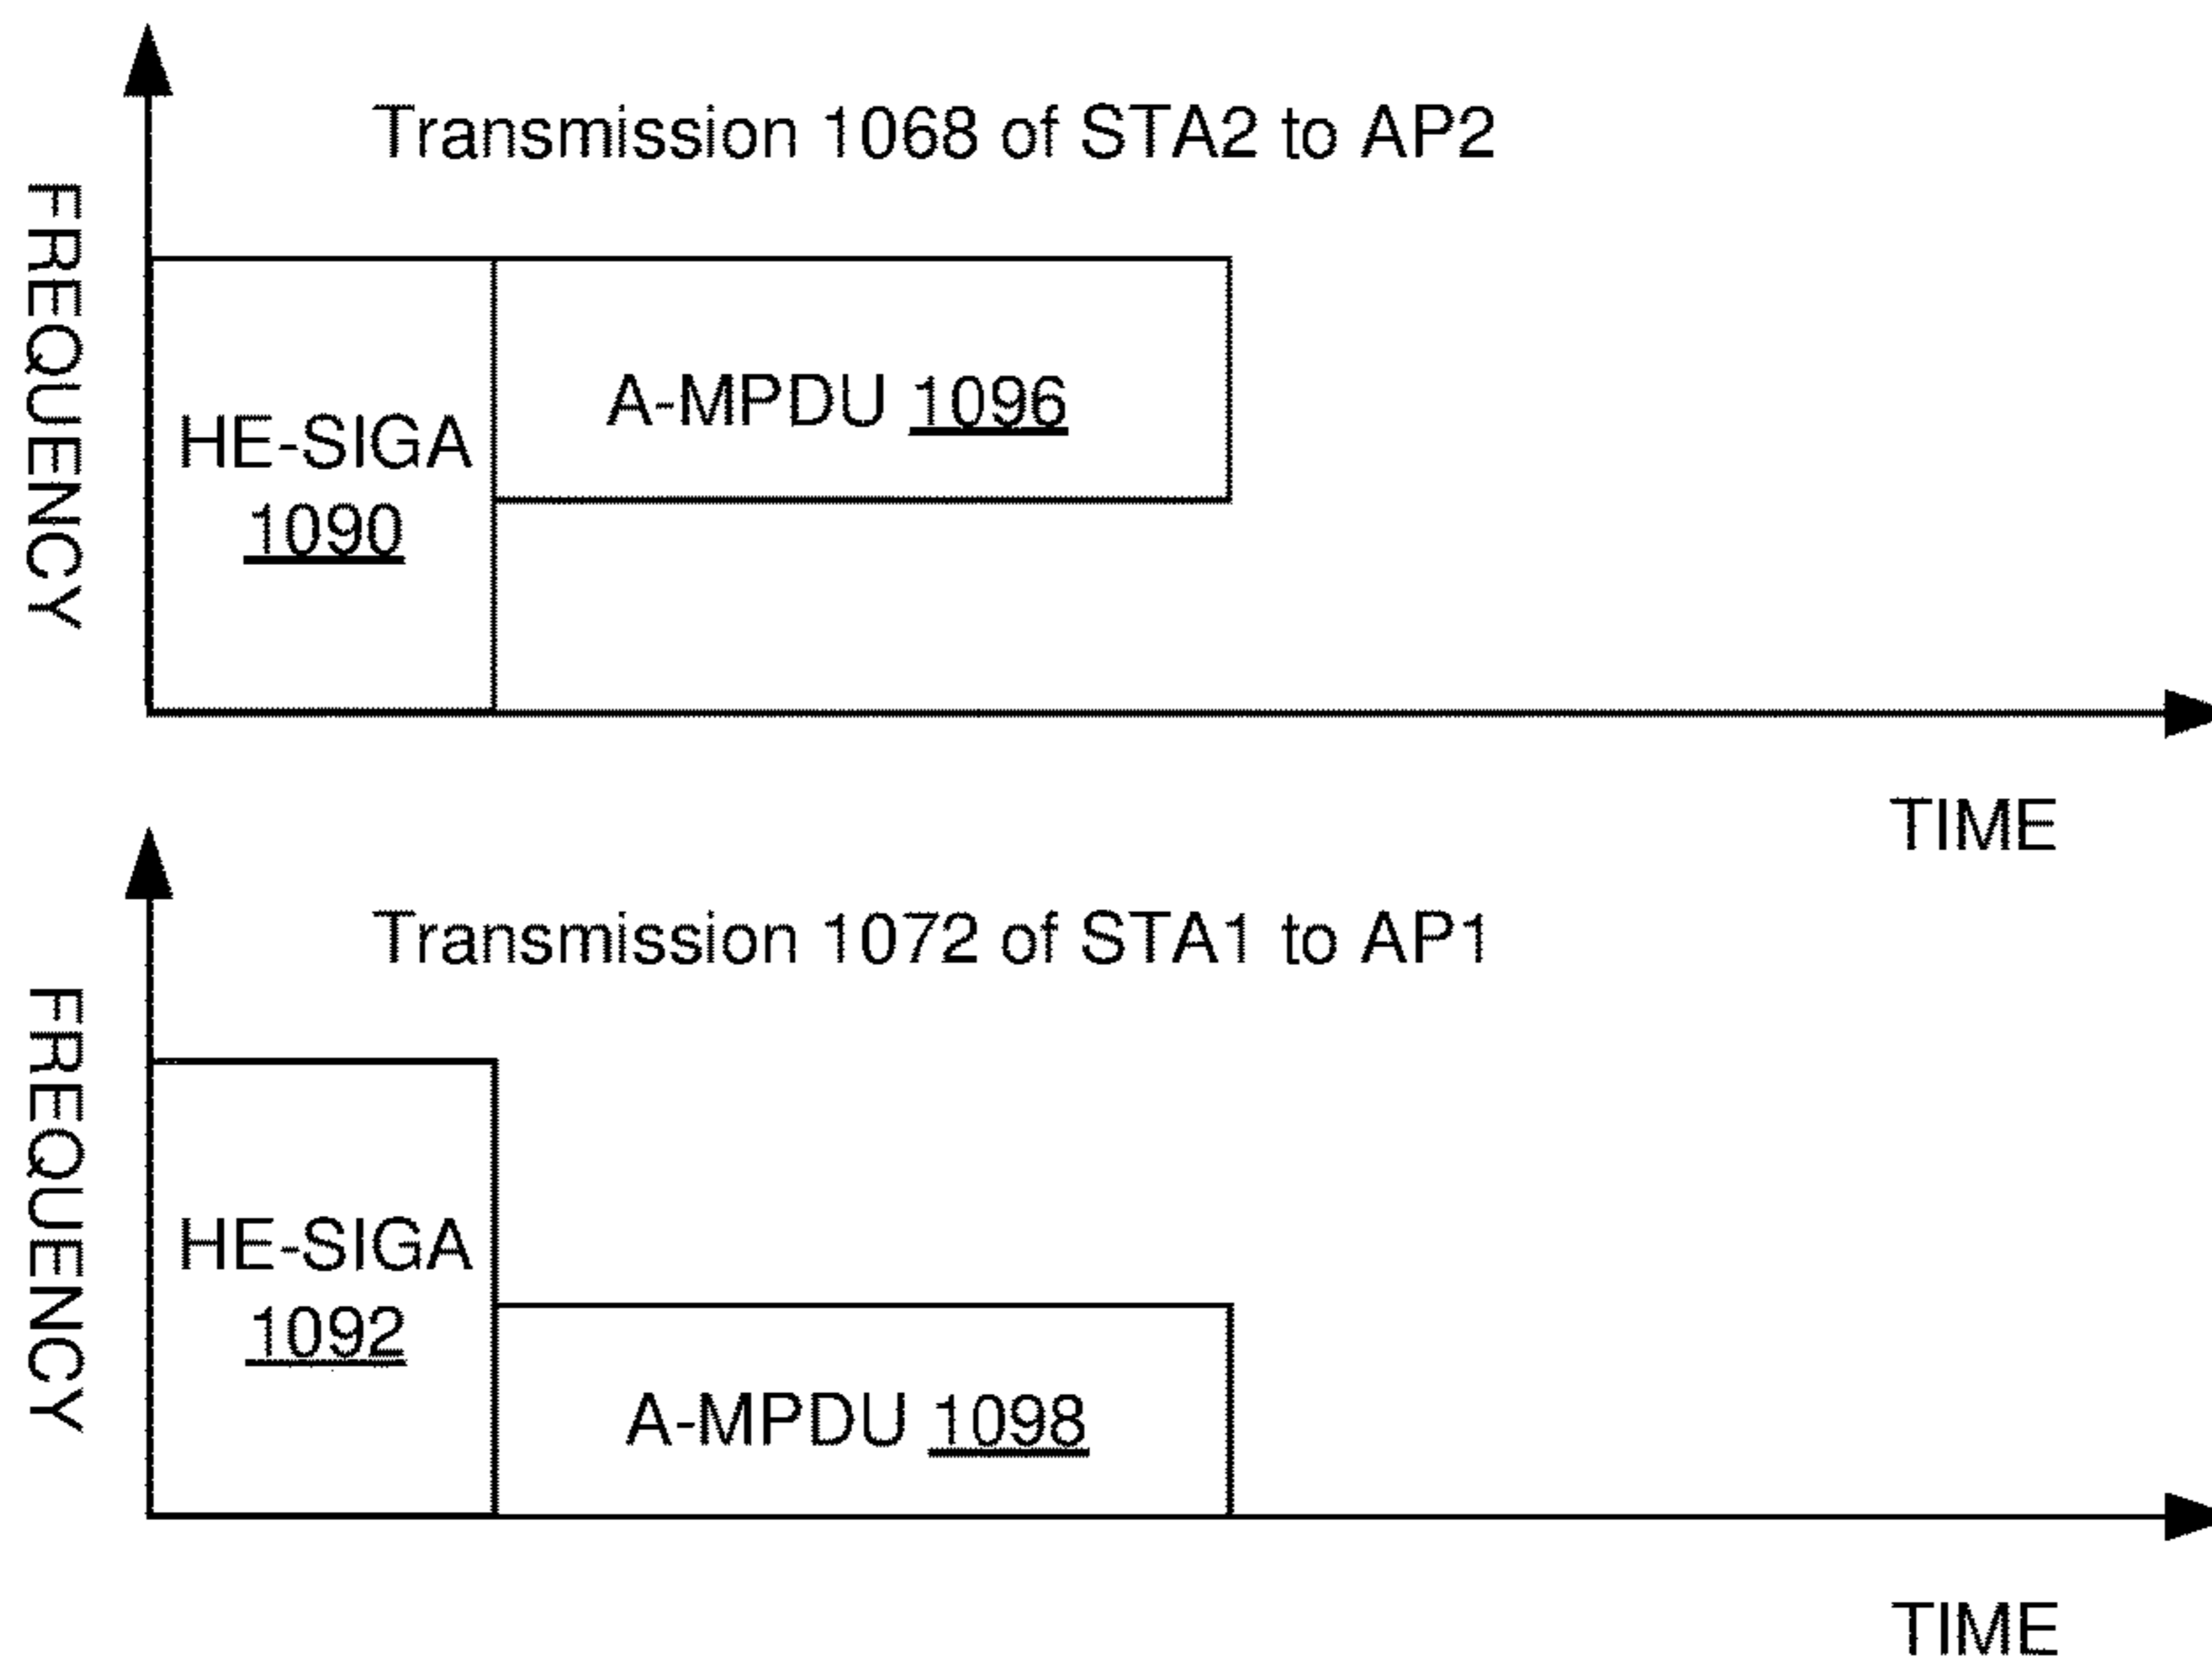 Transmission 1068 of STA2 to AP2
FREQUENCY
HE-SIGA
1090
A-MPDU 1096
TIME
Transmission 1072 of STA1 to AP1
FREQUENCY
HE-SIGA
1092
A-MPDU 1098
TIME